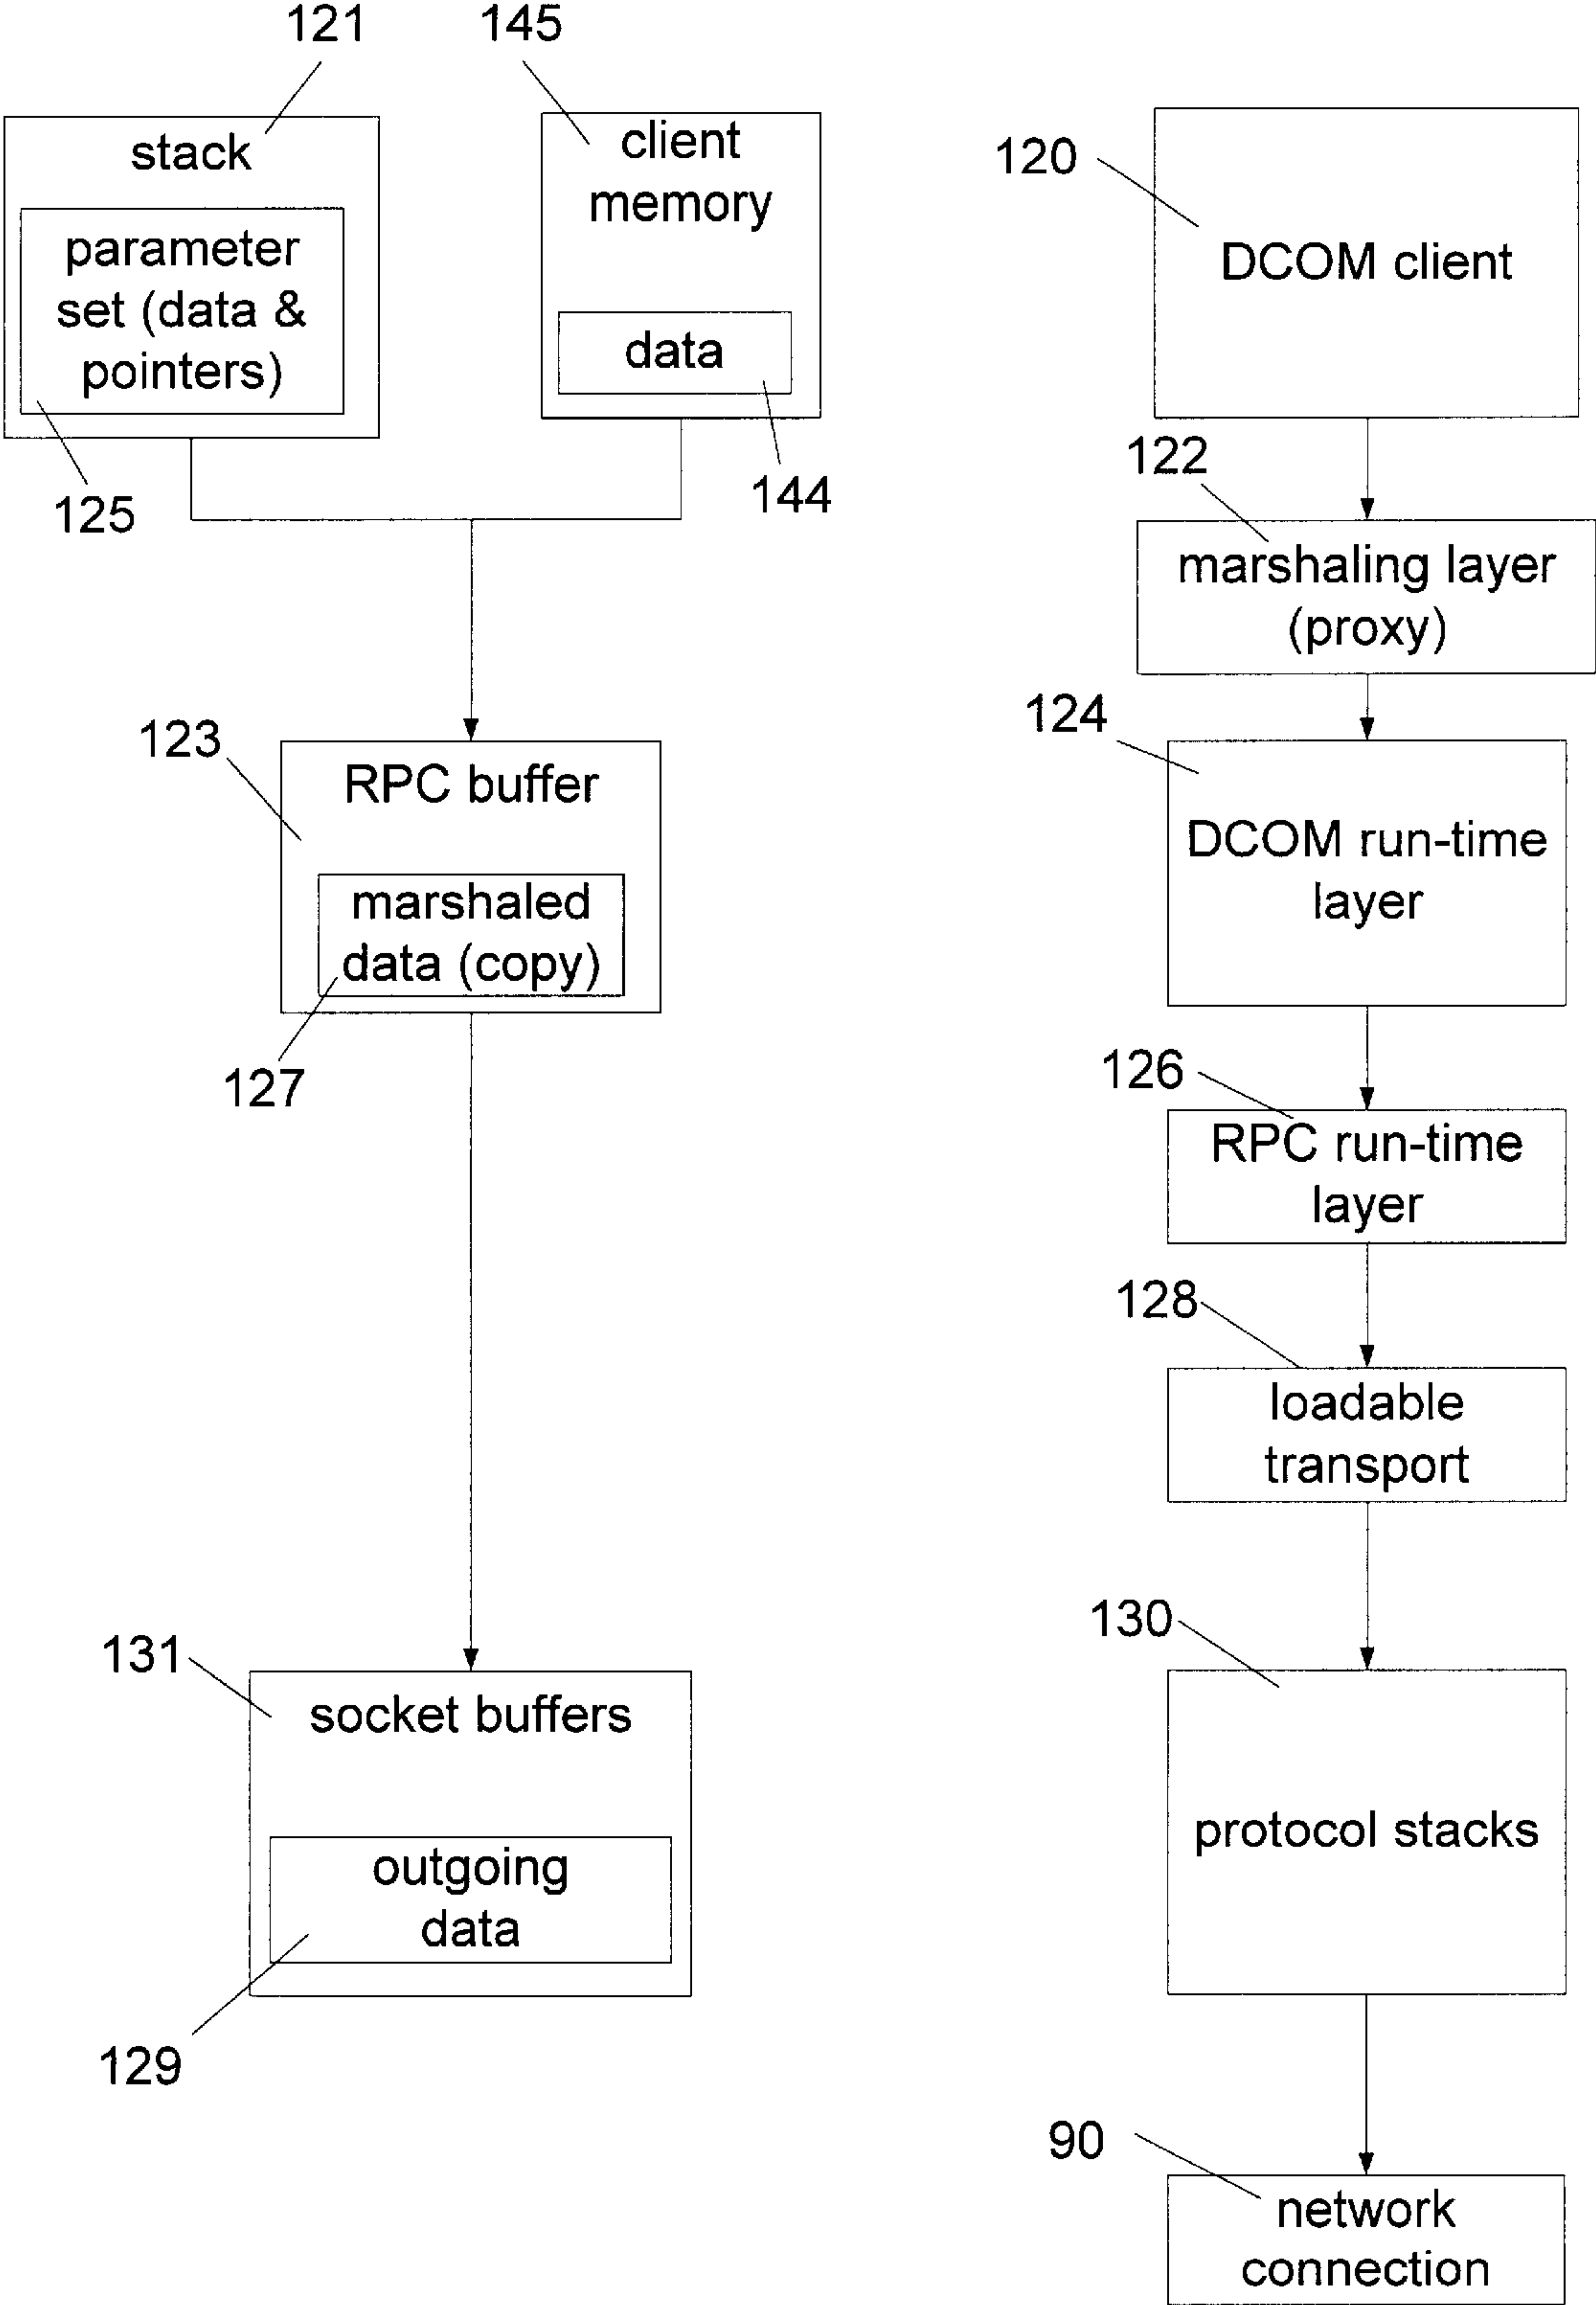 121
145
stack
parameter
set (data &
pointers)
125
client
memory
data
144
123
RPC buffer
marshaled
data (copy)
127
131
socket buffers
outgoing
data
129
120
DCOM client
122
marshaling layer
(proxy)
124
DCOM run-time
layer
126
RPC run-time
layer
128
loadable
transport
130
protocol stacks
90
network
connection